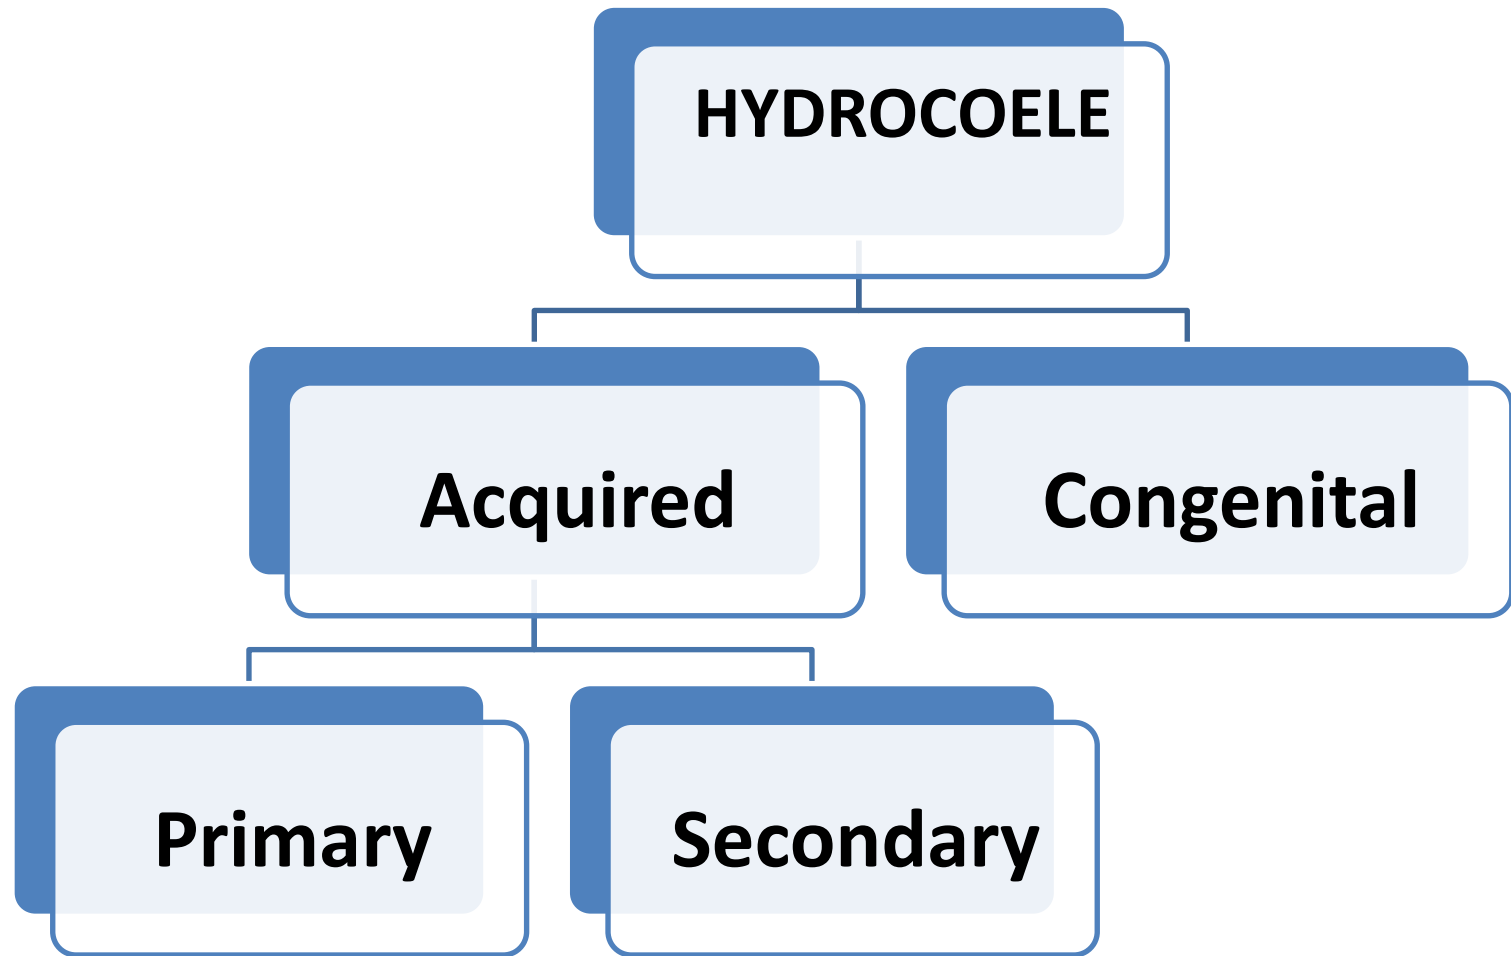 HYDROCOELE
Acquired
Congenital
Primary
Secondary